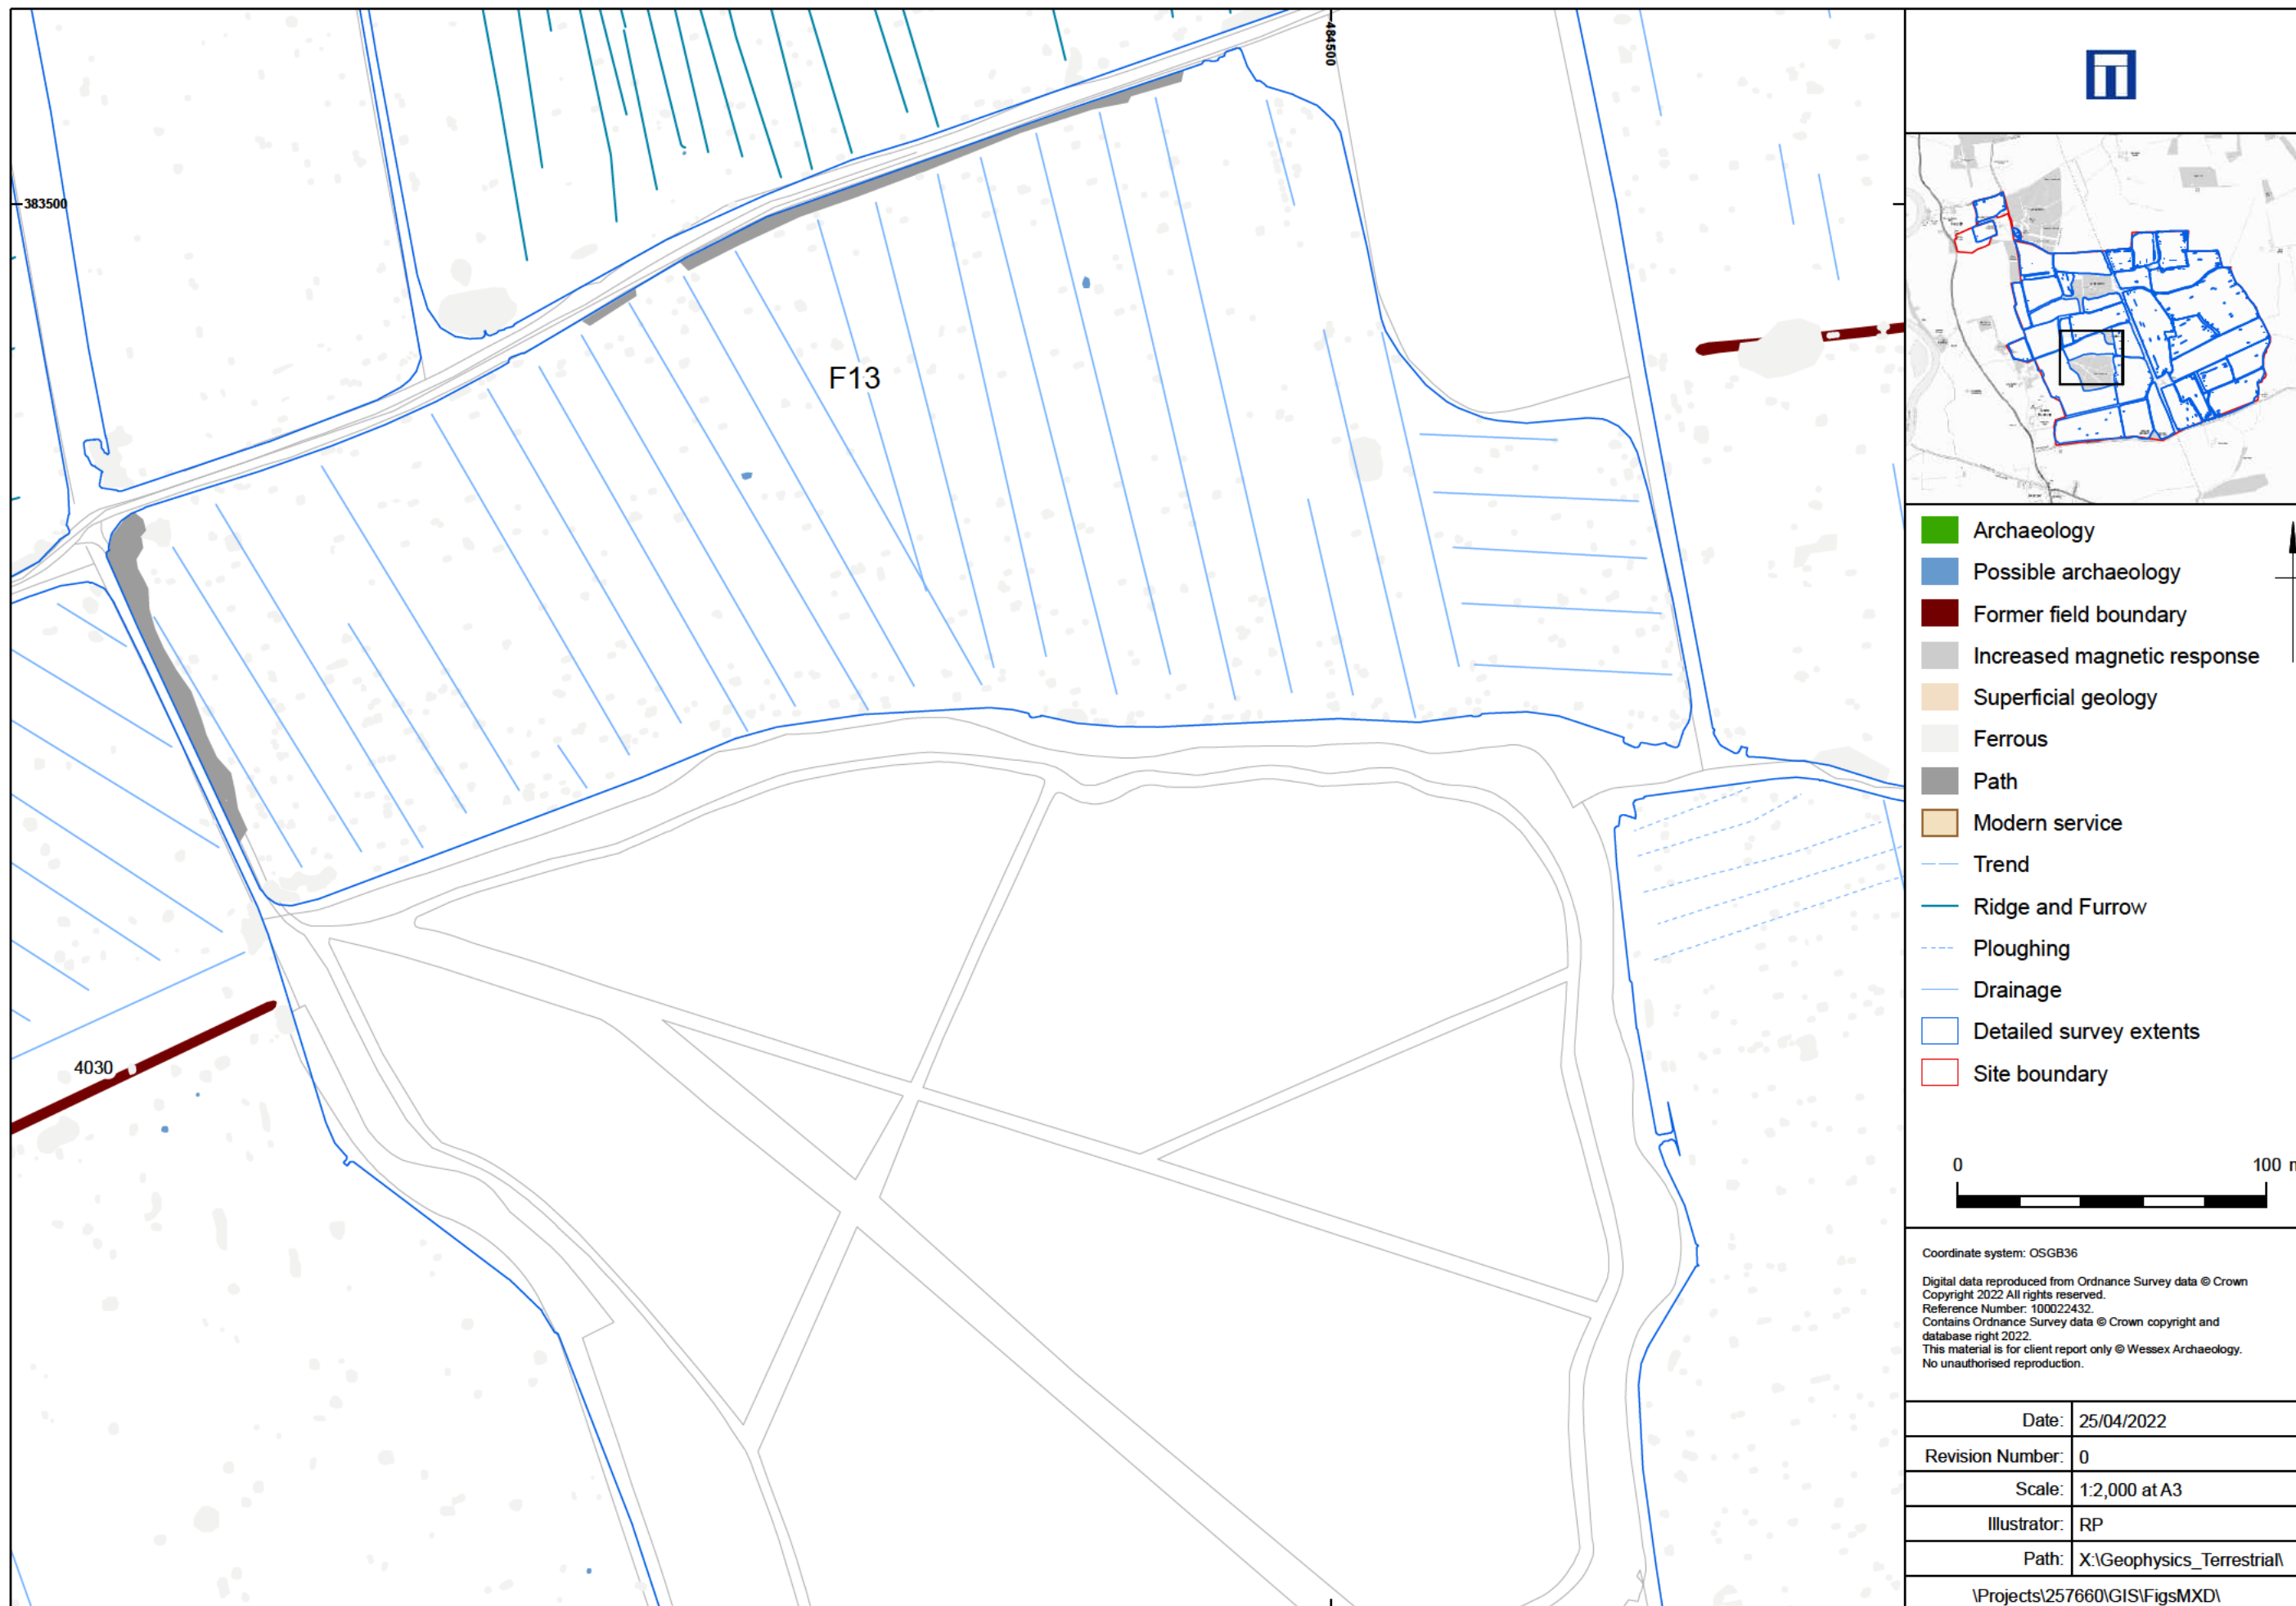 484500
383500
F13
4030
Archaeology
Possible archaeology
Former field boundary
Increased magnetic response
Superficial geology
Ferrous
Path
Modern service
Trend
Ridge and Furrow
Ploughing
Drainage
Detailed survey extents
Site boundary
0 100 m
Coordinate system: OSGB36
Digital data reproduced from Ordnance Survey data © Crown
Copyright 2022 All rights reserved.
Reference Number: 100022432.
Contains Ordnance Survey data © Crown copyright and
database right 2022.
This material is for client report only © Wessex Archaeology.
No unauthorised reproduction.
Date: 25/04/2022
Revision Number: 0
Scale: 1:2,000 at A3
Illustrator: RP
Path: X:\Geophysics_Terrestrial\
\Projects\257660\GIS\FigsMXD\